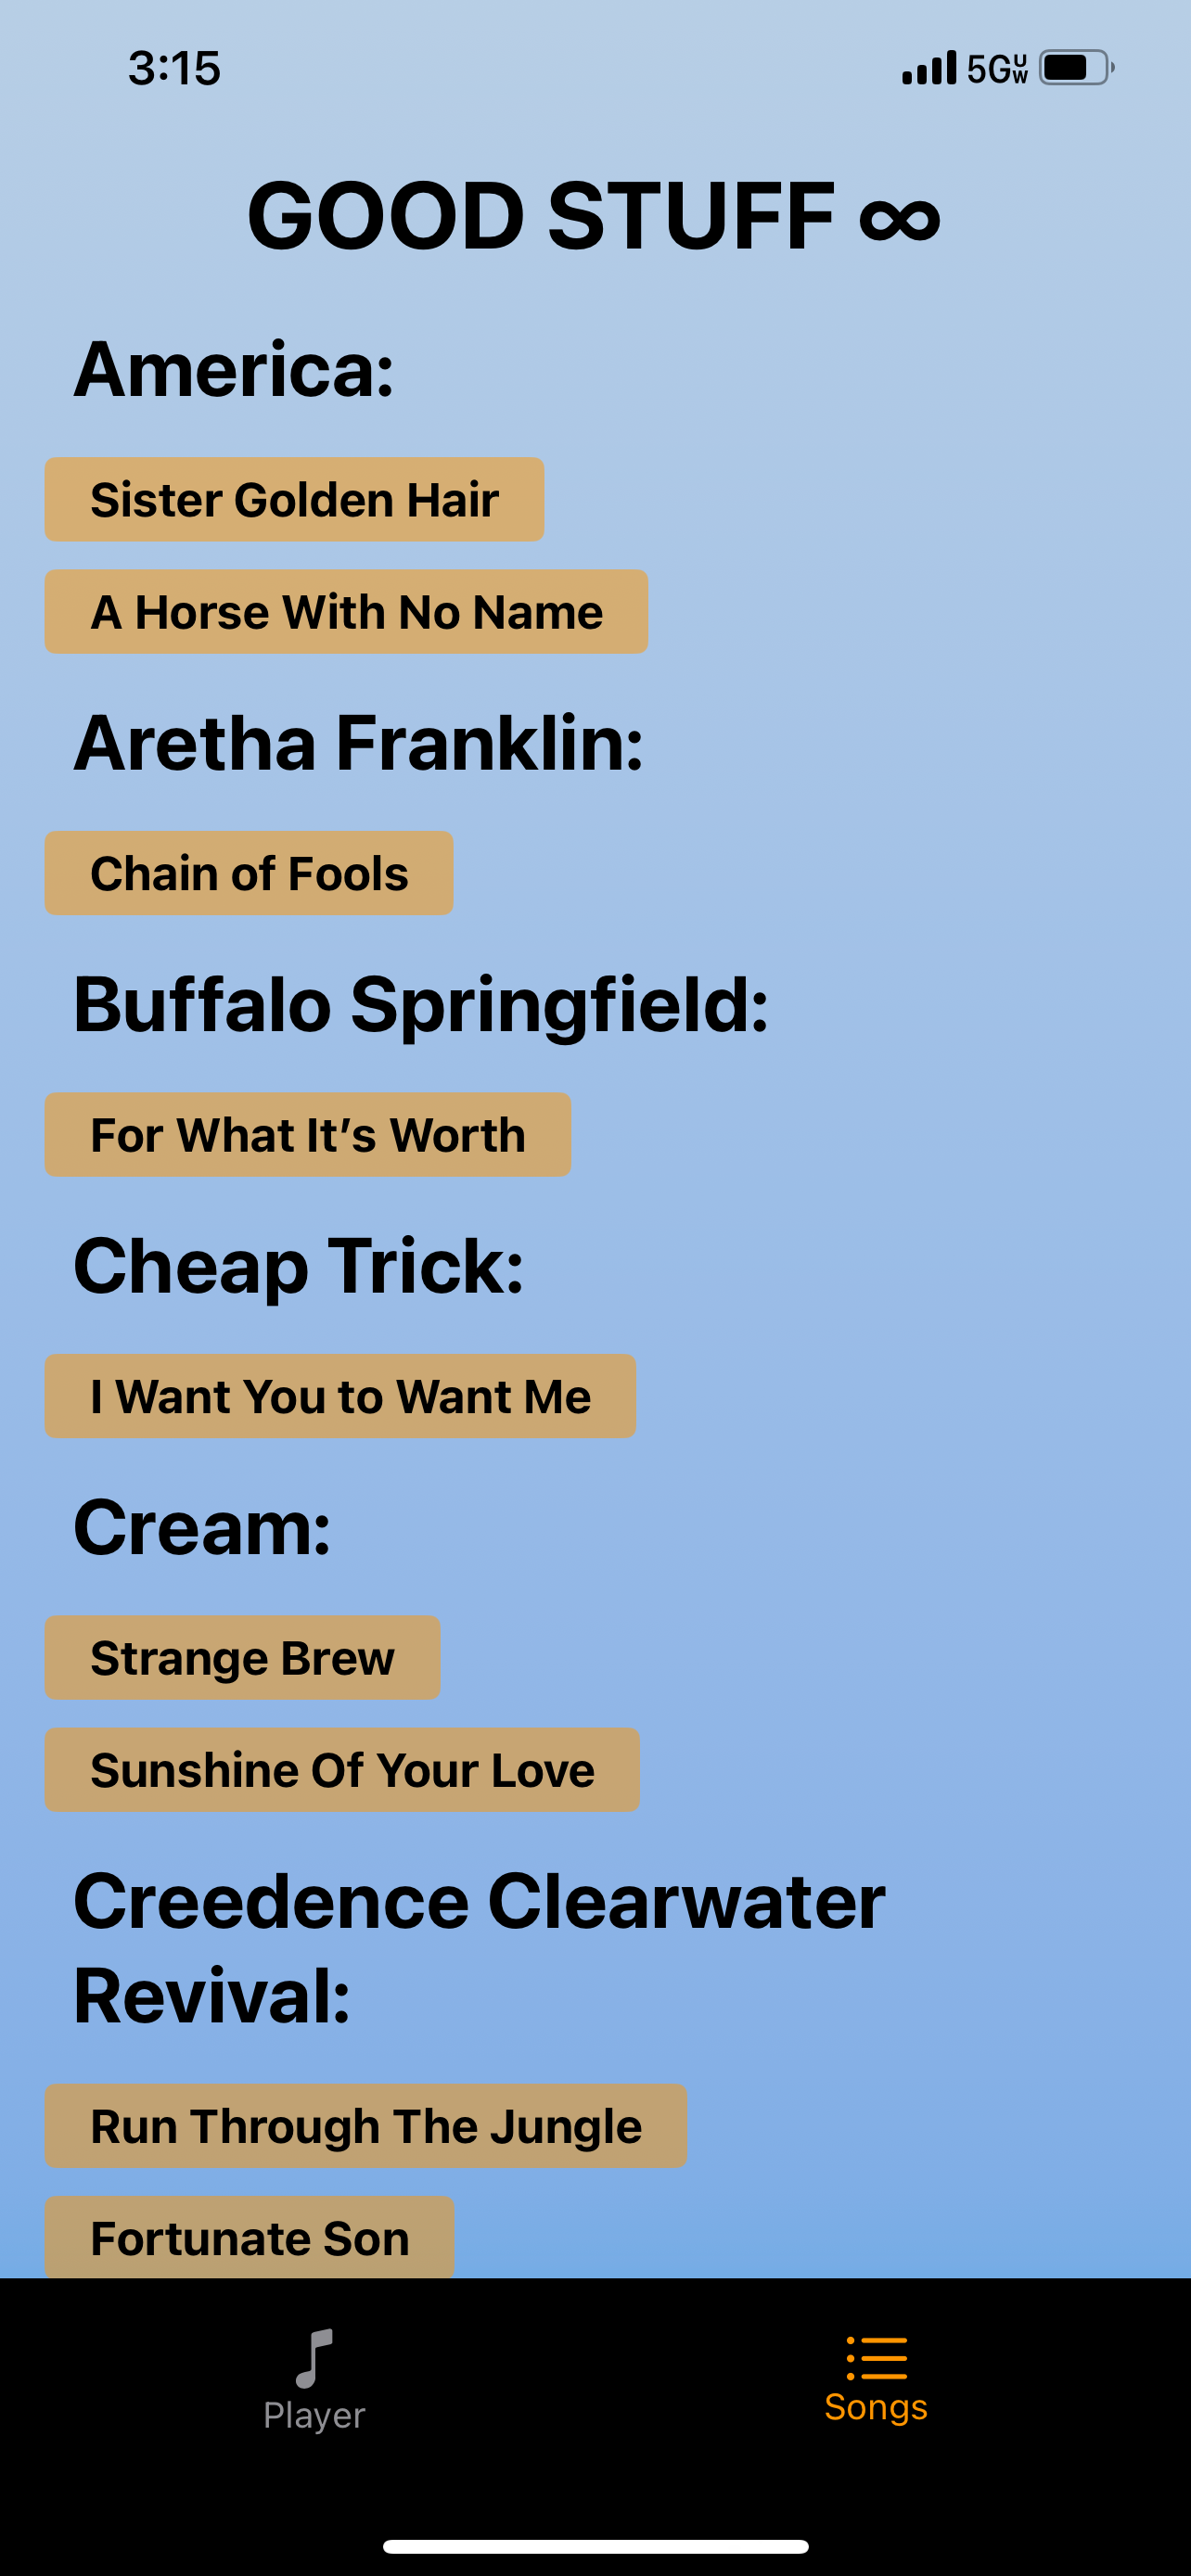 3:15
5G UW
GOOD STUFF ∞
America:
Sister Golden Hair
A Horse With No Name
Aretha Franklin:
Chain of Fools
Buffalo Springfield:
For What It’s Worth
Cheap Trick:
I Want You to Want Me
Cream:
Strange Brew
Sunshine Of Your Love
Creedence Clearwater
Revival:
Run Through The Jungle
Fortunate Son
Player
Songs